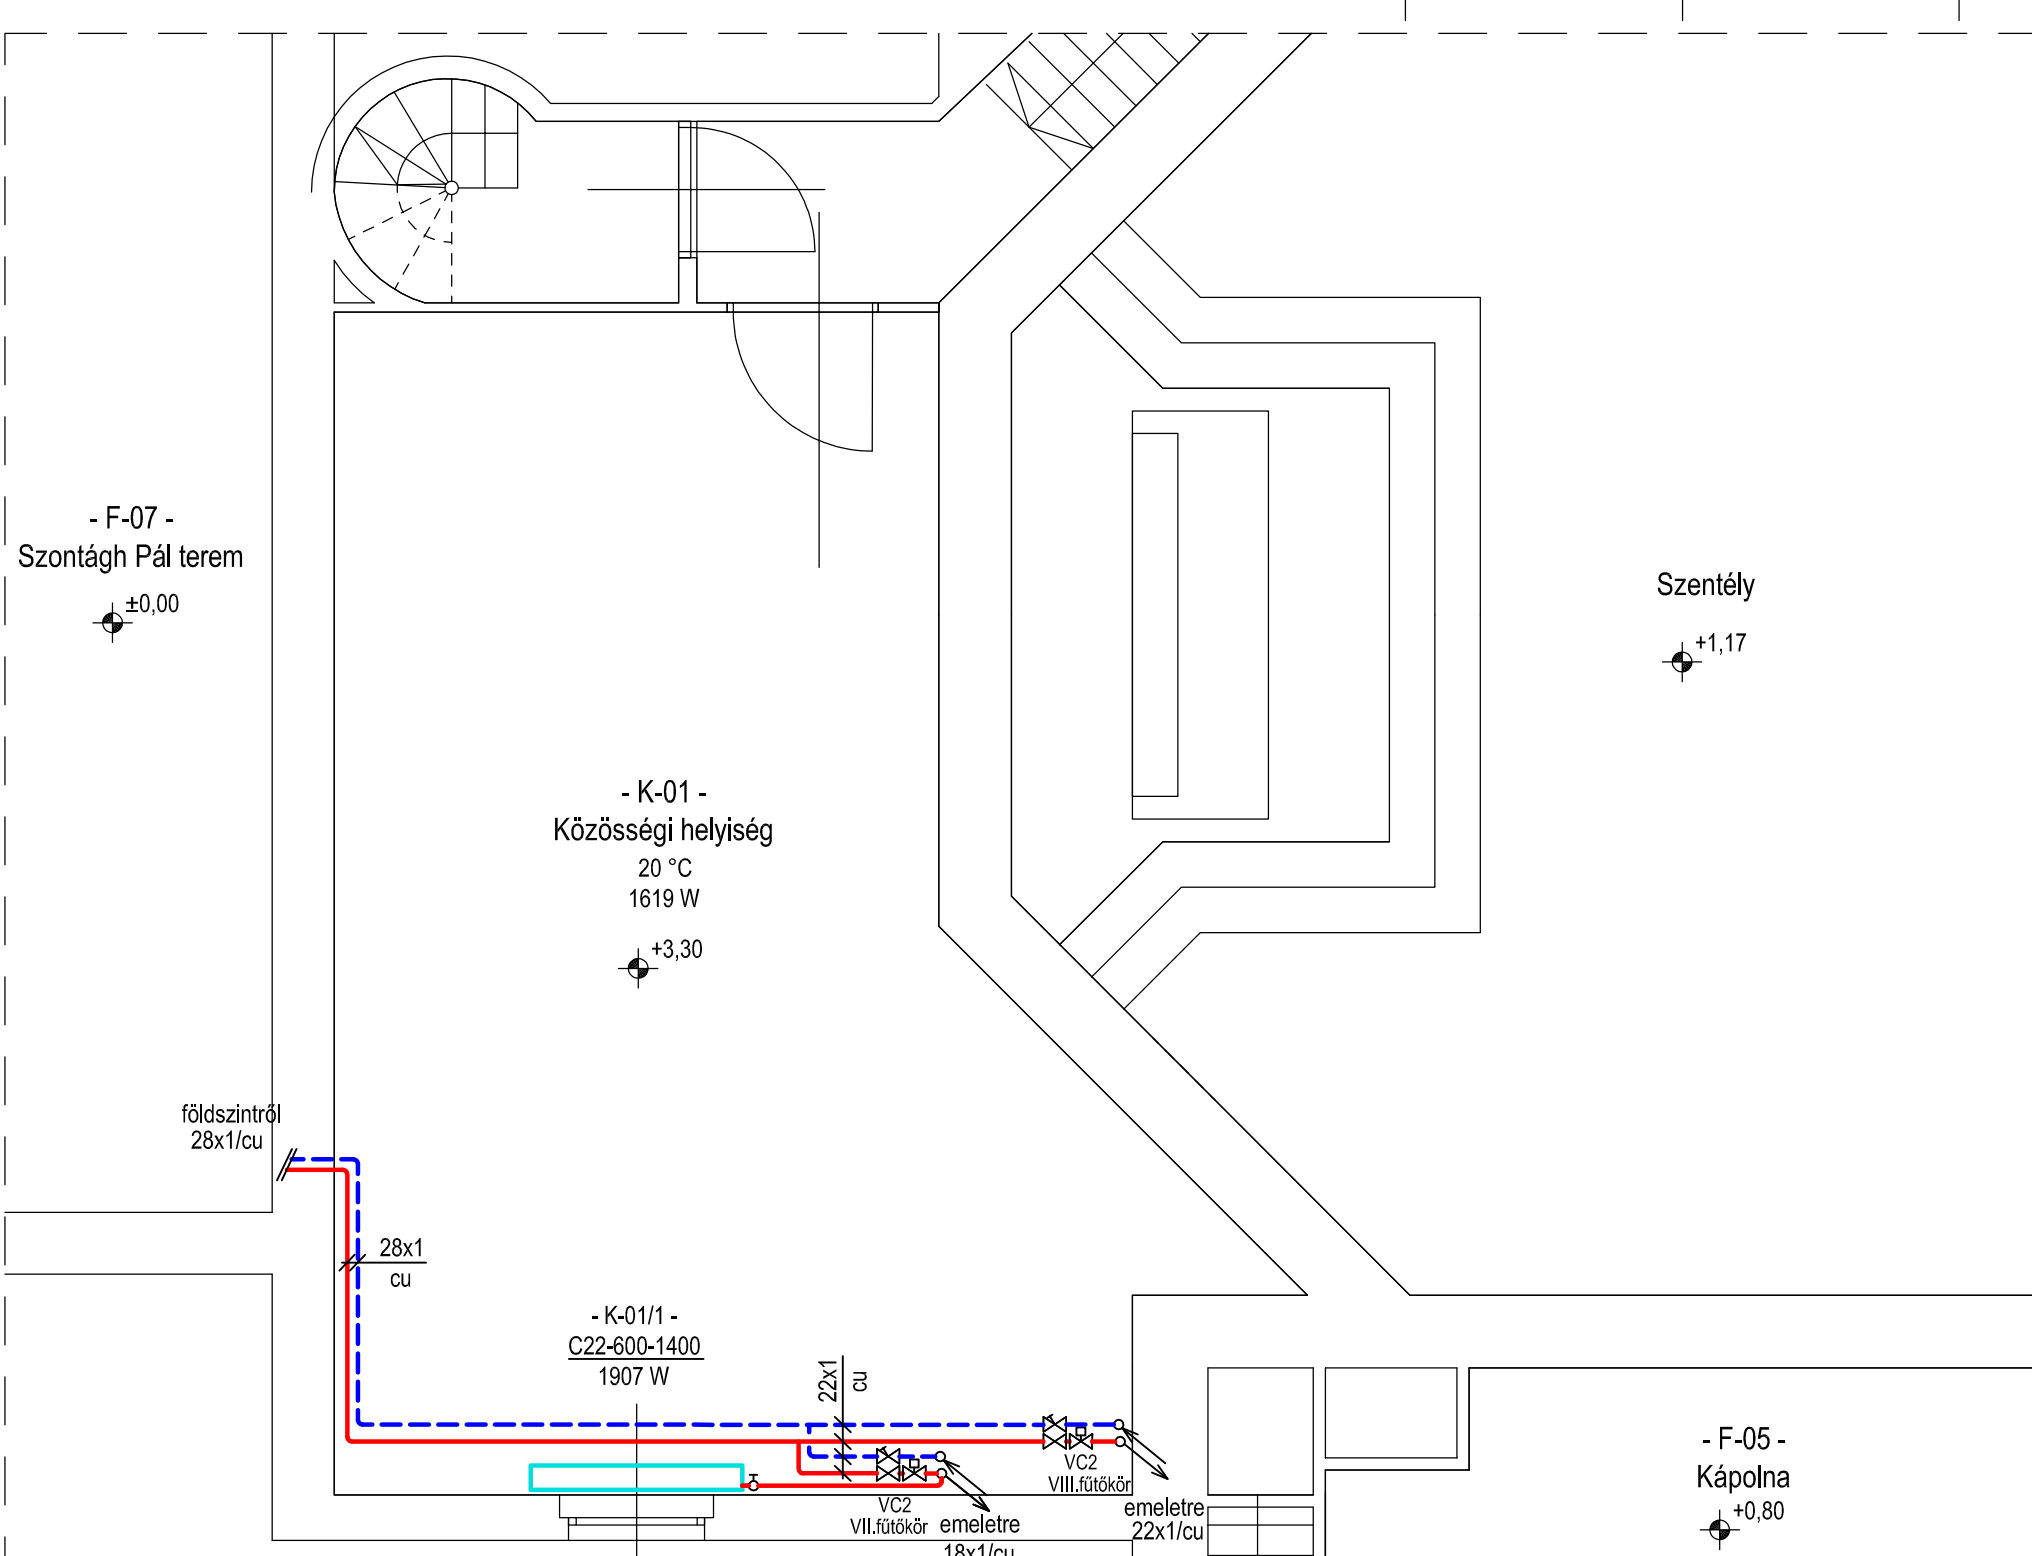 - F-07 -
Szontágh Pál terem
±0,00
Szentély
+1,17
- K-01 -
Közösségi helyiség
20 °C
1619 W
+3,30
földszintről
28x1/cu
28x1
cu
- K-01/1 -
C22-600-1400
1907 W
22x1
cu
VC2
VII.fűtőkör
emeletre
18x1/cu
VC2
VIII.fűtőkör
emeletre
22x1/cu
- F-05 -
Kápolna
+0,80